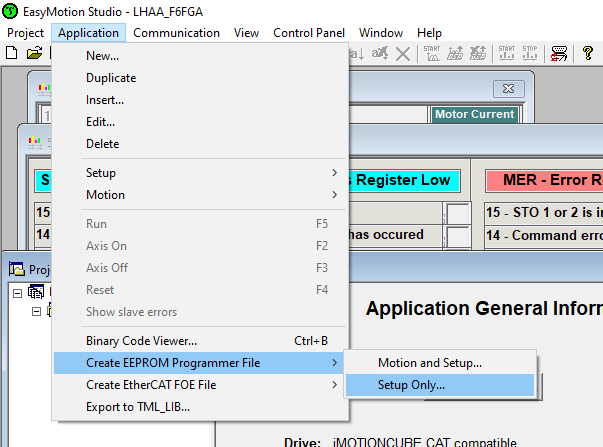 EasyMotion Studio - LHAA_F6FGA
Project Application Communication View Control Panel Window Help
START START STOP
New...
Duplicate
Insert...
Edit...
Delete
Setup
Motion
Run F5
Axis On F2
Axis Off F3
Reset F4
Show slave errors
Binary Code Viewer... Ctrl+B
Create EEPROM Programmer File
Create EtherCAT FOE File
Export to TML_LIB...
Motion and Setup...
Setup Only...
1
Motor Current
S
s Register Low
MER - Error R
15
15 - STO 1 or 2 is in
14
has occured
14 - Command erro
Proj
Application General Inform
Drive: iMOTIONCUBE CAT compatible